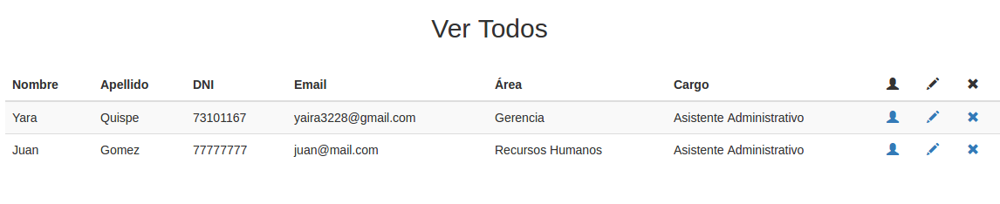 Ver Todos
Nombre Apellido DNI Email Área Cargo
Yara Quispe 73101167 yaira3228@gmail.com Gerencia Asistente Administrativo
Juan Gomez 77777777 juan@mail.com Recursos Humanos Asistente Administrativo